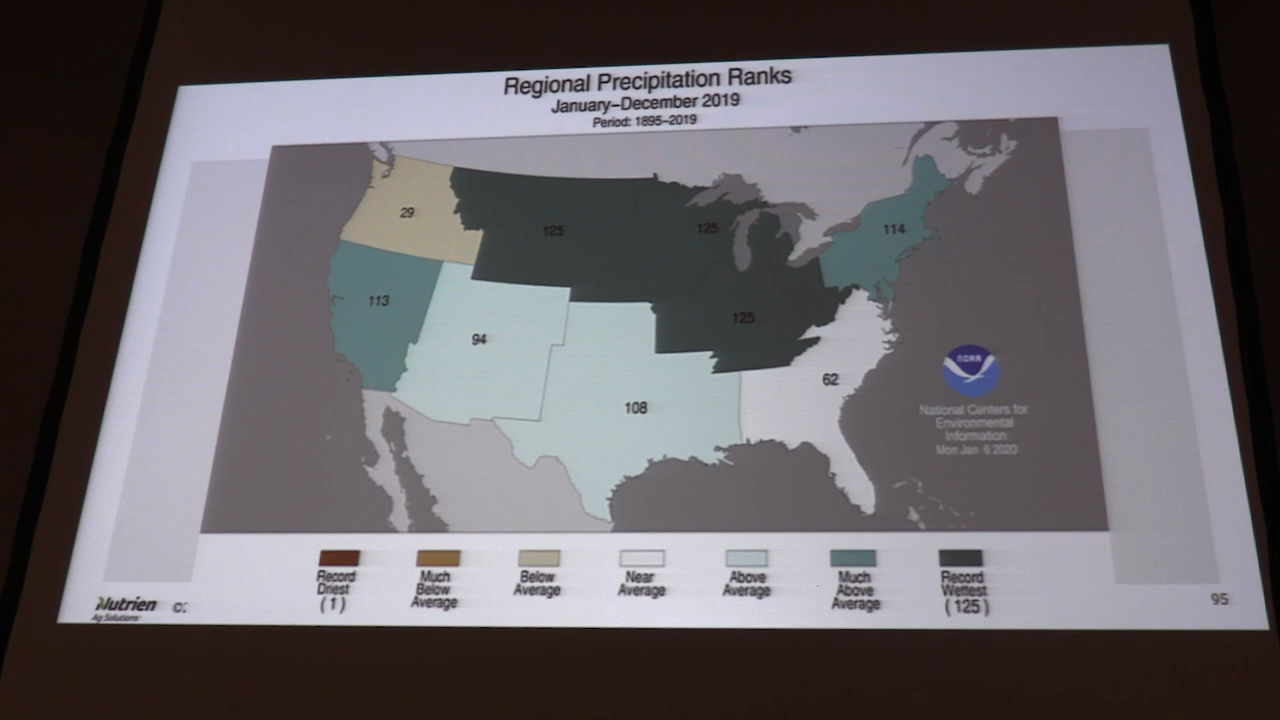 Regional Precipitation Ranks
January–December 2019
Period: 1895–2019
29
125
125
114
113
94
125
62
108
NOAA
National Centers for
Environmental
Information
Mon Jan 6 2020
Record
Driest
(1)
Much
Below
Average
Below
Average
Near
Average
Above
Average
Much
Above
Average
Record
Wettest
(125)
Nutrien
Ag Solutions
95